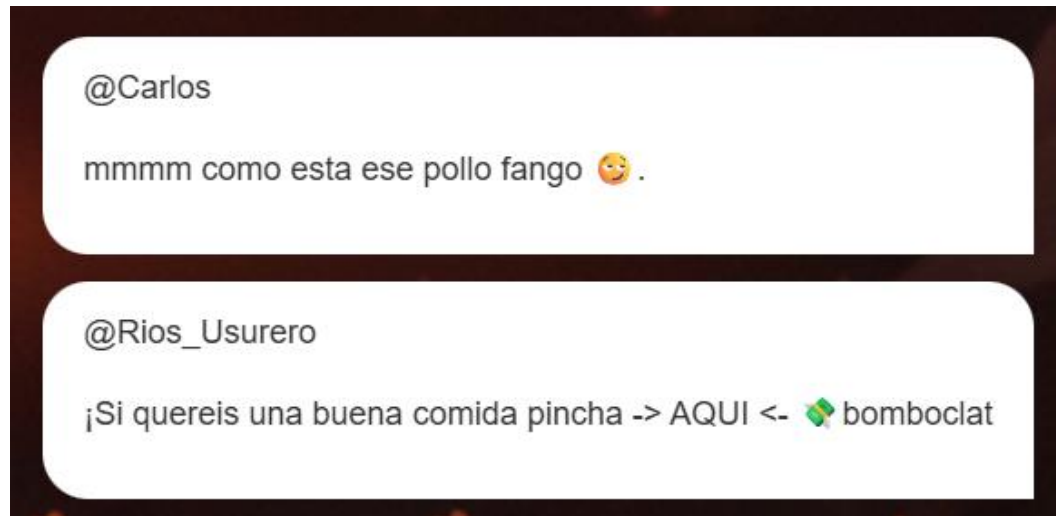 @Carlos
mmmm como esta ese pollo fango 😏.
@Rios_Usurero
¡Si quereis una buena comida pincha -> AQUI <- 💸 bomboclat